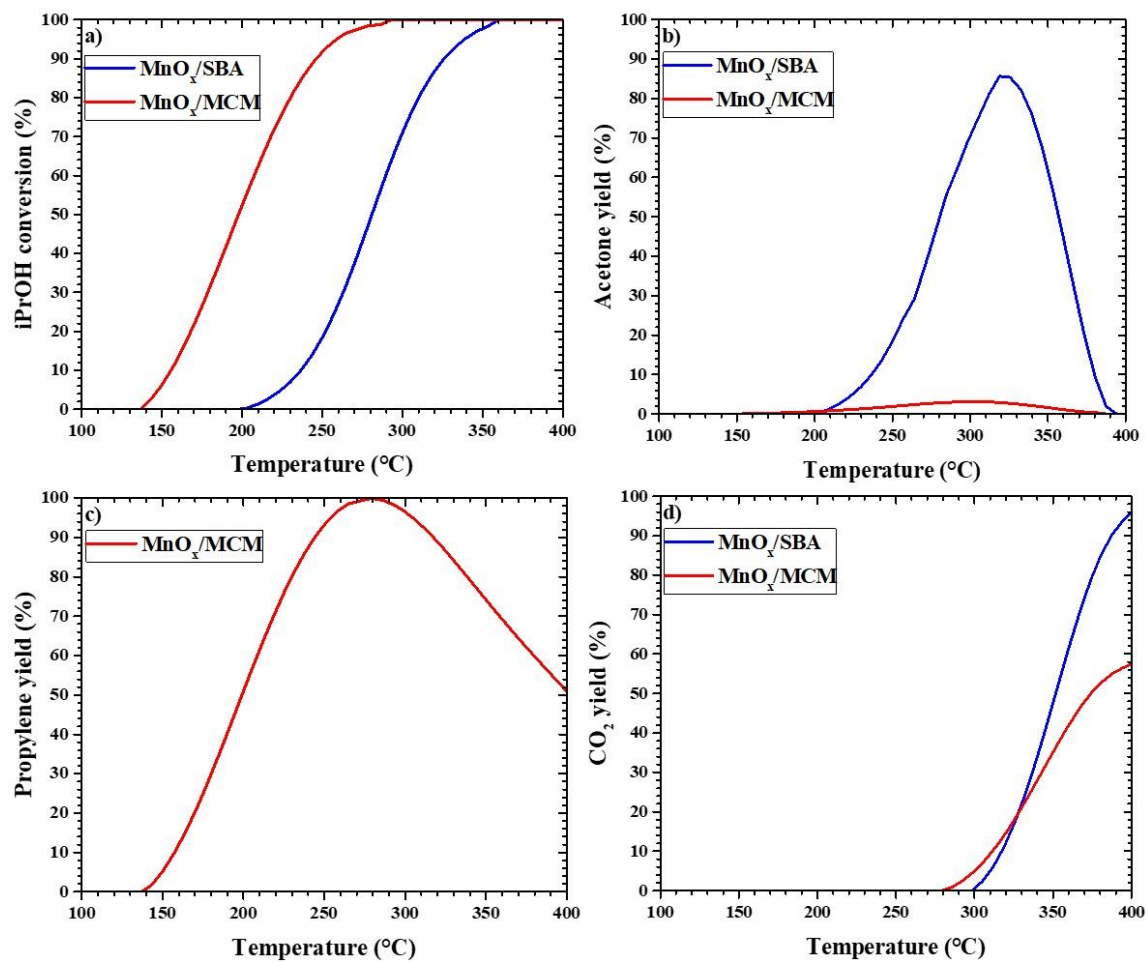 a)
MnOx/SBA
MnOx/MCM
iPrOH conversion (%)
100
90
80
70
60
50
40
30
20
10
0
100 150 200 250 300 350 400
Temperature (°C)
b)
MnOx/SBA
MnOx/MCM
Acetone yield (%)
100
90
80
70
60
50
40
30
20
10
0
100 150 200 250 300 350 400
Temperature (°C)
c)
MnOx/MCM
Propylene yield (%)
100
90
80
70
60
50
40
30
20
10
0
100 150 200 250 300 350 400
Temperature (°C)
d)
MnOx/SBA
MnOx/MCM
CO2 yield (%)
100
90
80
70
60
50
40
30
20
10
0
100 150 200 250 300 350 400
Temperature (°C)